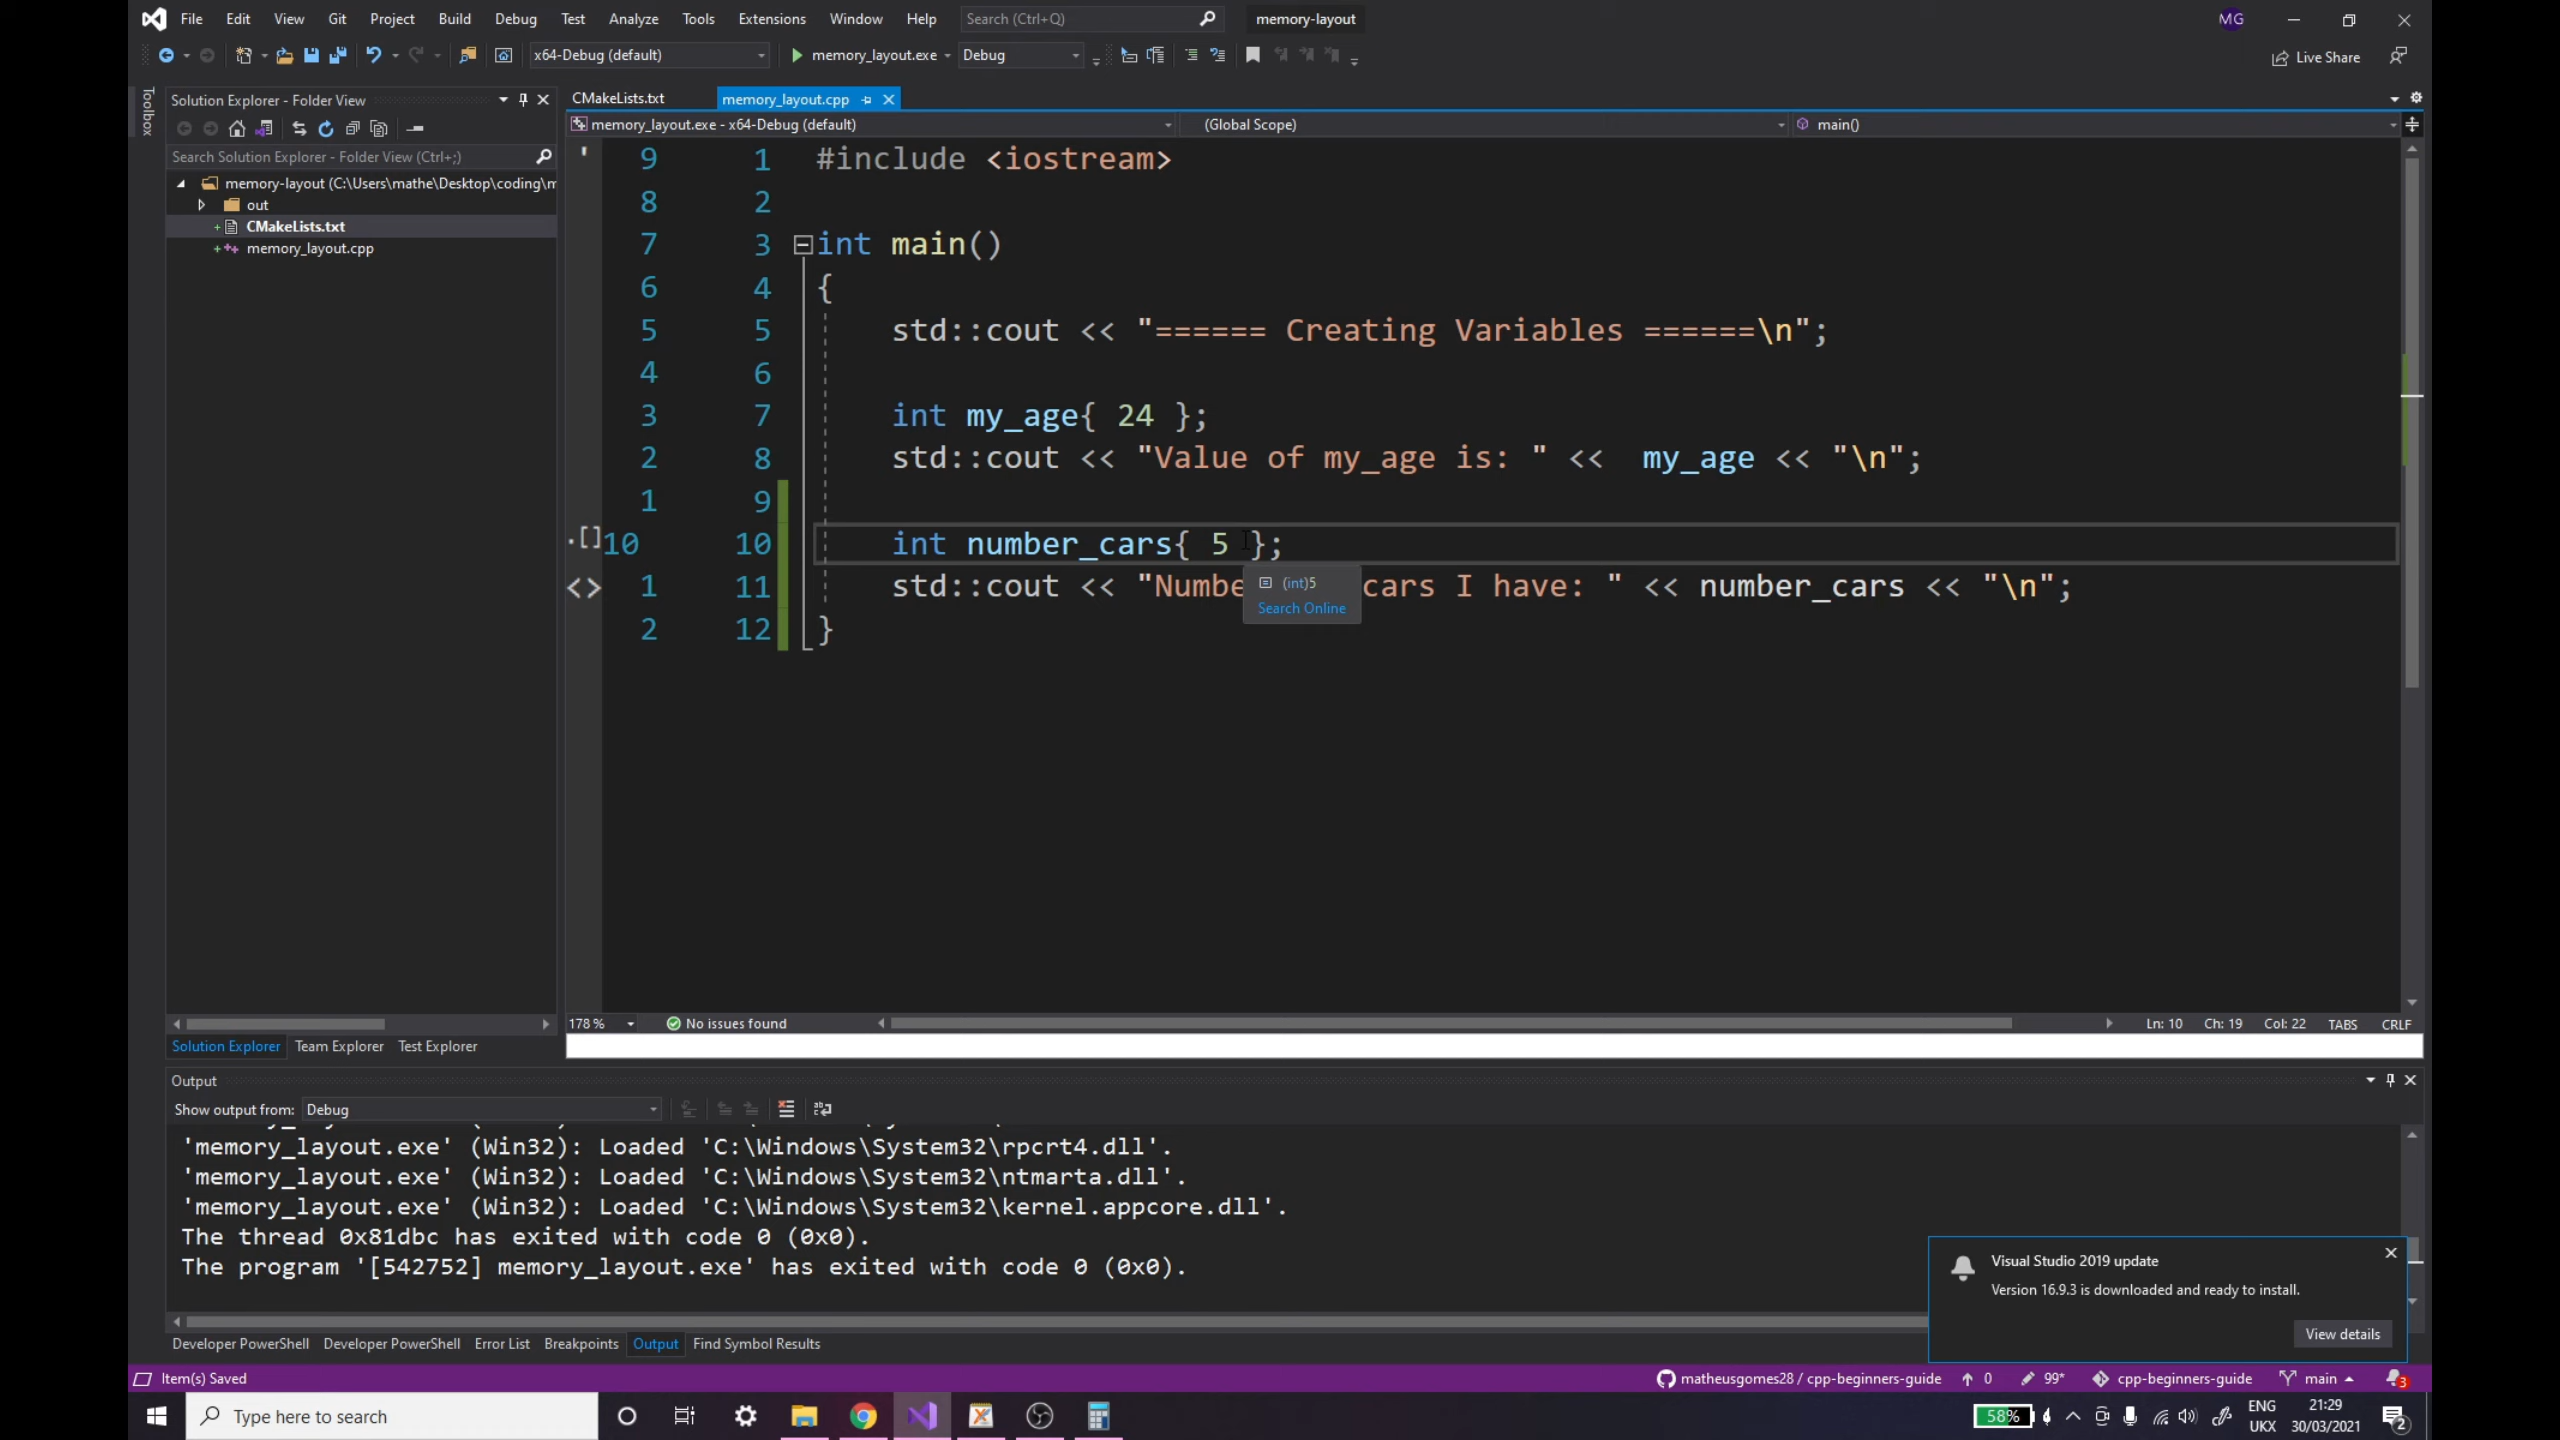 File Edit View Git Project Build Debug Test Analyze Tools Extensions Window Help Search (Ctrl+Q) memory-layout MG
x64-Debug (default) memory_layout.exe Debug Live Share
Toolbox
Solution Explorer - Folder View
Search Solution Explorer - Folder View (Ctrl+;)
memory-layout (C:\Users\mathe\Desktop\coding\m
out
CMakeLists.txt
memory_layout.cpp
CMakeLists.txt memory_layout.cpp
memory_layout.exe - x64-Debug (default) (Global Scope) main()
9 1 #include <iostream>
8 2
7 3 int main()
6 4 {
5 5 std::cout << "====== Creating Variables ======\n";
4 6
3 7 int my_age{ 24 };
2 8 std::cout << "Value of my_age is: " <<  my_age << "\n";
1 9
.[]10 10 int number_cars{ 5 };
<> 1 11 std::cout << "Numbe cars I have: " << number_cars << "\n";
2 12 }
(int)5
Search Online
178 % No issues found Ln: 10 Ch: 19 Col: 22 TABS CRLF
Solution Explorer Team Explorer Test Explorer
Output
Show output from: Debug
'memory_layout.exe' (Win32): Loaded 'C:\Windows\System32\rpcrt4.dll'.
'memory_layout.exe' (Win32): Loaded 'C:\Windows\System32\ntmarta.dll'.
'memory_layout.exe' (Win32): Loaded 'C:\Windows\System32\kernel.appcore.dll'.
The thread 0x81dbc has exited with code 0 (0x0).
The program '[542752] memory_layout.exe' has exited with code 0 (0x0).
Visual Studio 2019 update
Version 16.9.3 is downloaded and ready to install.
View details
Developer PowerShell Developer PowerShell Error List Breakpoints Output Find Symbol Results
Item(s) Saved matheusgomes28 / cpp-beginners-guide 0 99* cpp-beginners-guide main 3
Type here to search 58% ENG UKX 21:29 30/03/2021 2